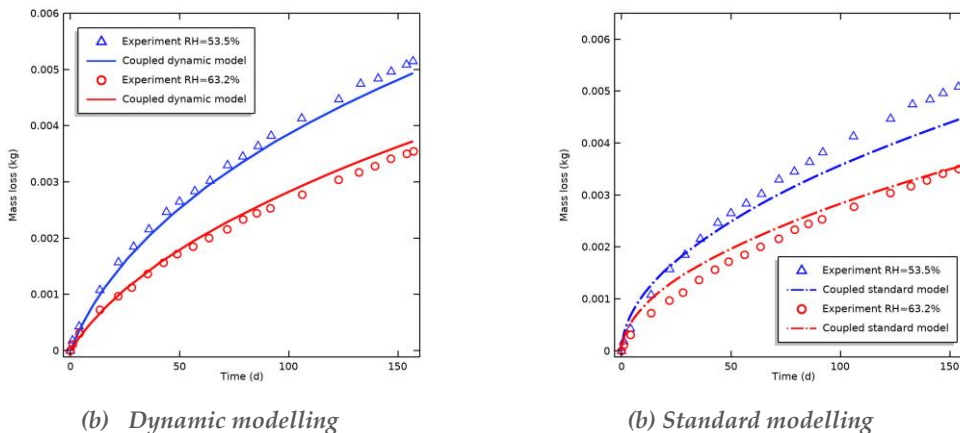 0.006
0.005
0.004
0.003
0.002
0.001
0
Mass loss (kg)
Experiment RH=53.5%
Coupled dynamic model
Experiment RH=63.2%
Coupled dynamic model
0 50 100 150
Time (d)
(b) Dynamic modelling
0.006
0.005
0.004
0.003
0.002
0.001
0
Mass loss (kg)
Experiment RH=53.5%
Coupled standard model
Experiment RH=63.2%
Coupled standard model
0 50 100 150
Time (d)
(b) Standard modelling